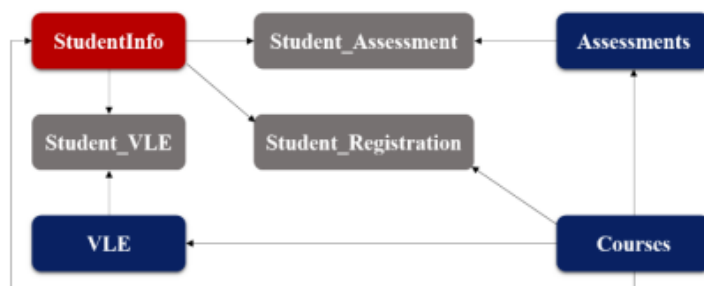 StudentInfo
Student_Assessment
Assessments
Student_VLE
Student_Registration
VLE
Courses